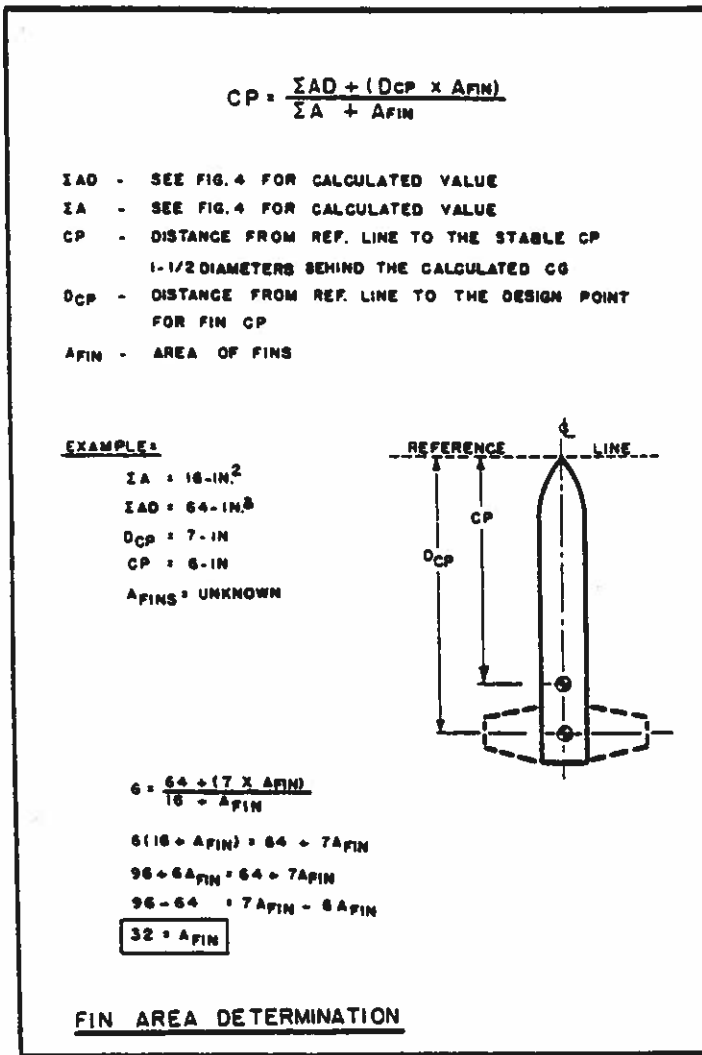 CP = ΣAD + (DCP x AFIN)
ΣA + AFIN
ΣAD - SEE FIG. 4 FOR CALCULATED VALUE
ΣA - SEE FIG. 4 FOR CALCULATED VALUE
CP - DISTANCE FROM REF. LINE TO THE STABLE CP
1-1/2 DIAMETERS BEHIND THE CALCULATED CG
DCP - DISTANCE FROM REF. LINE TO THE DESIGN POINT
FOR FIN CP
AFIN - AREA OF FINS
EXAMPLE:
ΣA = 16-IN.2
ΣAD = 64-IN.3
DCP = 7-IN
CP = 6-IN
AFINS = UNKNOWN
℄
REFERENCE LINE
CP
DCP
6 = 64 + (7 X AFIN)
16 + AFIN
6(16 + AFIN) = 64 + 7AFIN
96 + 6AFIN = 64 + 7AFIN
96 - 64 = 7AFIN - 6AFIN
32 = AFIN
FIN AREA DETERMINATION